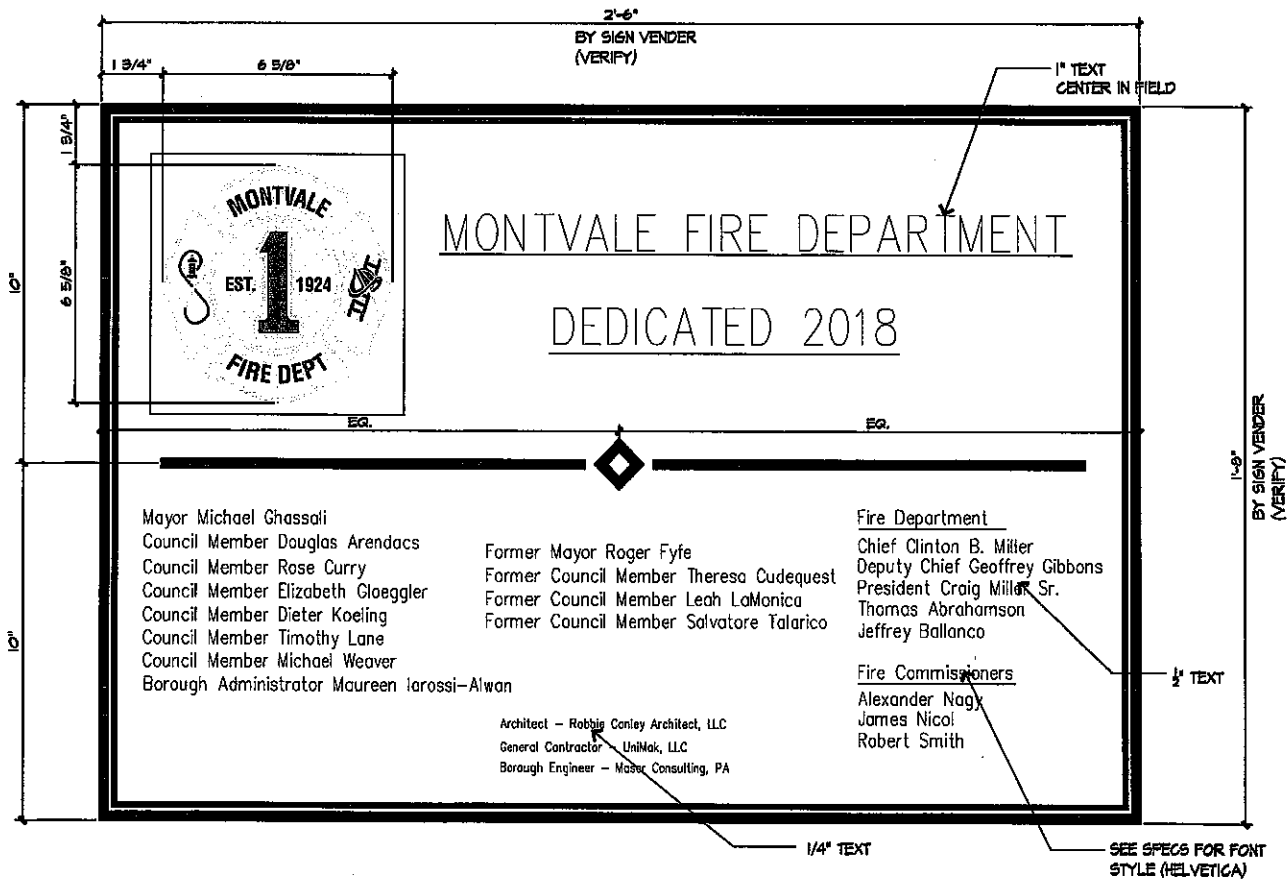 2'-6"
BY SIGN VENDER
(VERIFY)
1 3/4"
6 5/8"
1" TEXT
CENTER IN FIELD
1 3/4"
6 5/8"
10"
MONTVALE
EST. 1 1924
FIRE DEPT
MONTVALE FIRE DEPARTMENT
DEDICATED 2018
EQ.
EQ.
1'-8"
BY SIGN VENDER
(VERIFY)
10"
Mayor Michael Ghassali
Council Member Douglas Arendacs
Council Member Rose Curry
Council Member Elizabeth Gloeggler
Council Member Dieter Koeling
Council Member Timothy Lane
Council Member Michael Weaver
Borough Administrator Maureen Iarossi-Alwan
Former Mayor Roger Fyfe
Former Council Member Theresa Cudequest
Former Council Member Leah LaMonica
Former Council Member Salvatore Talarico
Fire Department
Chief Clinton B. Miller
Deputy Chief Geoffrey Gibbons
President Craig Miller Sr.
Thomas Abrahamson
Jeffrey Ballanco
Fire Commissioners
Alexander Nagy
James Nicol
Robert Smith
1/2" TEXT
Architect – Robbie Conley Architect, LLC
General Contractor – UniMak, LLC
Borough Engineer – Maser Consulting, PA
1/4" TEXT
SEE SPECS FOR FONT
STYLE (HELVETICA)